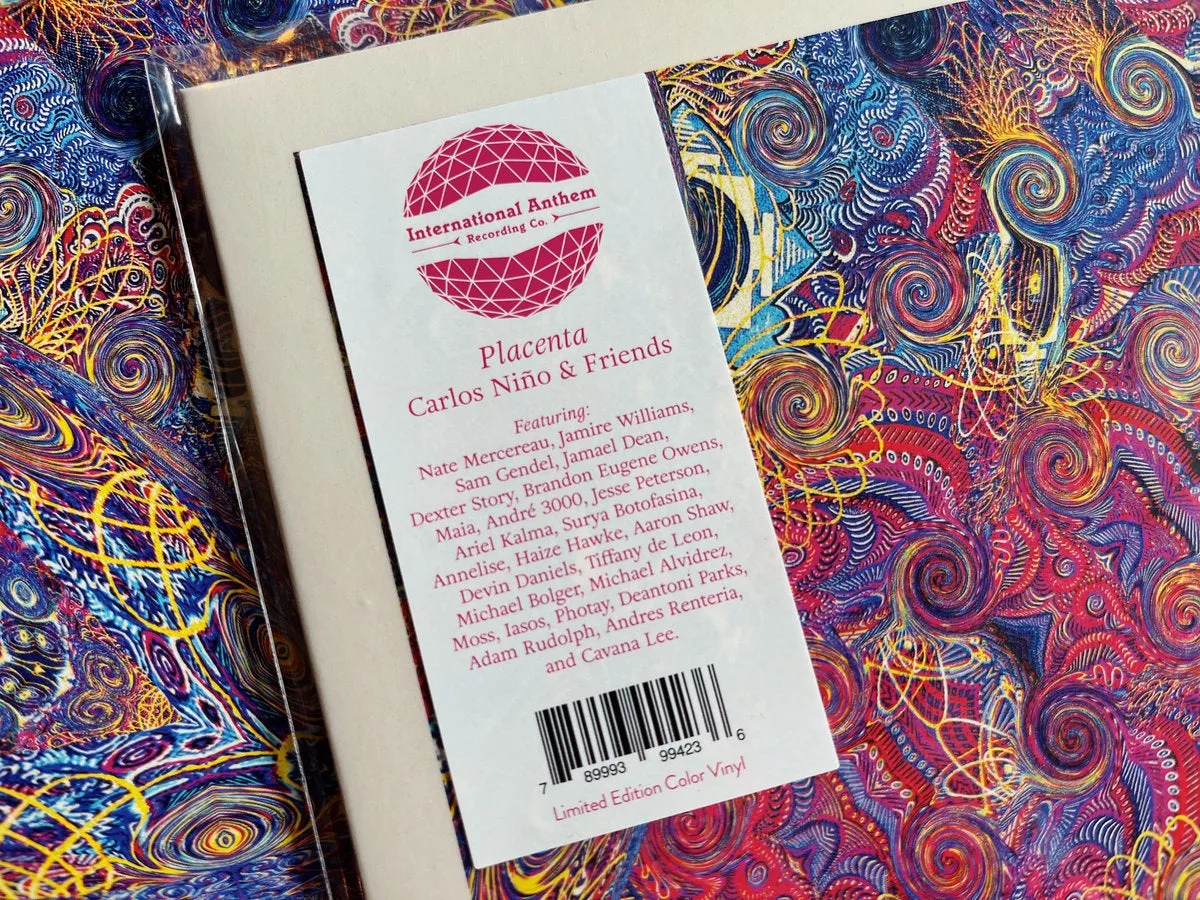 International Anthem
Recording Co.
Placenta
Carlos Niño & Friends
Featuring:
Nate Mercereau, Jamire Williams,
Sam Gendel, Jamael Dean,
Dexter Story, Brandon Eugene Owens,
Maia, André 3000, Jesse Peterson,
Ariel Kalma, Surya Botofasina,
Annelise, Haize Hawke, Aaron Shaw,
Devin Daniels, Tiffany de Leon,
Michael Bolger, Michael Alvidrez,
Moss, Iasos, Photay, Deantoni Parks,
Adam Rudolph, Andres Renteria,
and Cavana Lee.
7 89993 99423 6
Limited Edition Color Vinyl